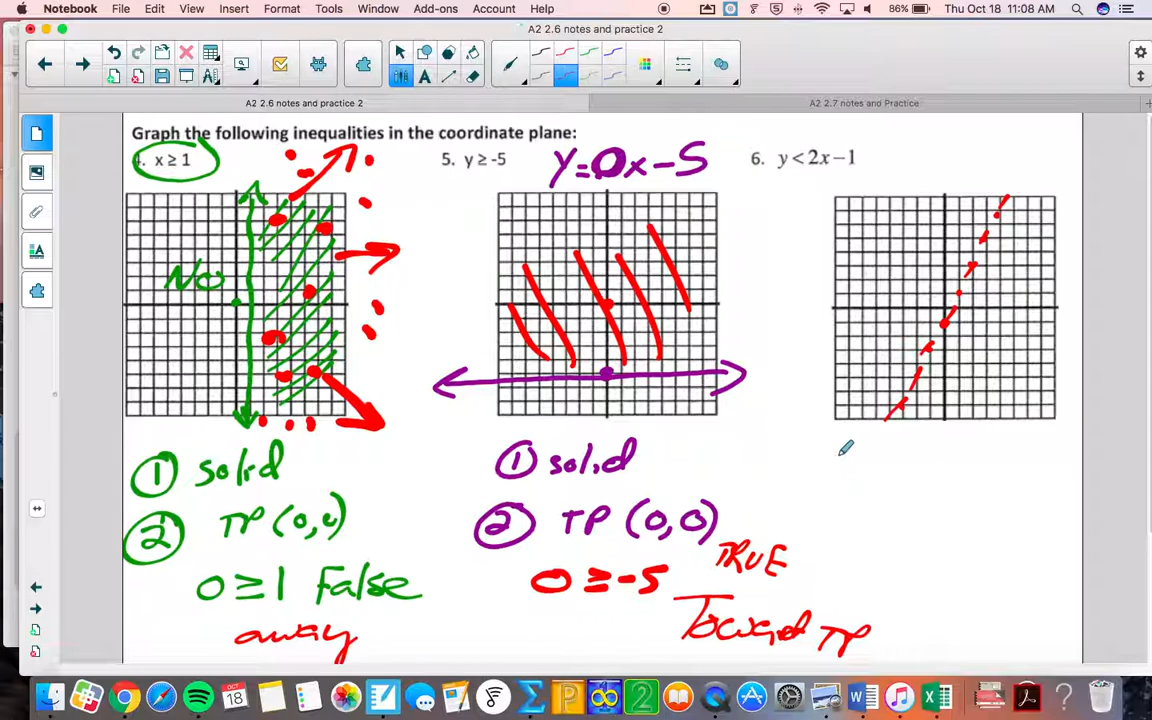 Notebook File Edit View Insert Format Tools Window Add-ons Account Help 86% Thu Oct 18 11:08 AM
A2 2.6 notes and practice 2
A2 2.6 notes and practice 2 A2 2.7 notes and Practice
Graph the following inequalities in the coordinate plane:
4. x ≥ 1 5. y ≥ -5 y=0x-5 6. y<2x-1
NO
① solid ① solid
② TP (0,0) ② TP (0,0)
TRUE
0≥1 False 0≥-5
away Toward TP
OCT
18